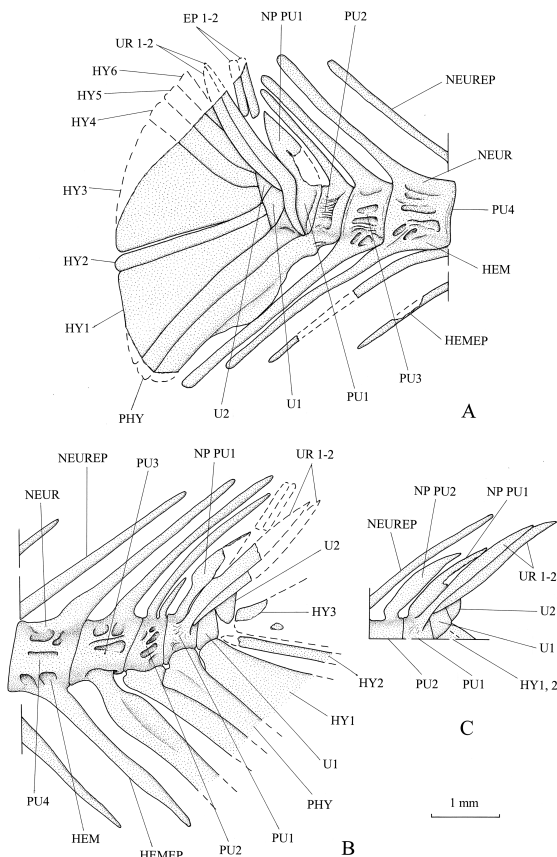 EP 1-2
NP PU1
PU2
UR 1-2
HY6
HY5
HY4
NEUREP
HY3
NEUR
PU4
HY2
HEM
HY1
HEMEP
PU3
PHY
U2
U1
PU1
A
NEUREP
PU3
NP PU1
UR 1-2
NEUR
U2
HY3
HY2
HY1
U1
PHY
PU4
HEM
HEMEP
PU2
PU1
B
NP PU2
NP PU1
NEUREP
UR 1-2
U2
U1
PU2
PU1
HY1, 2
C
1 mm